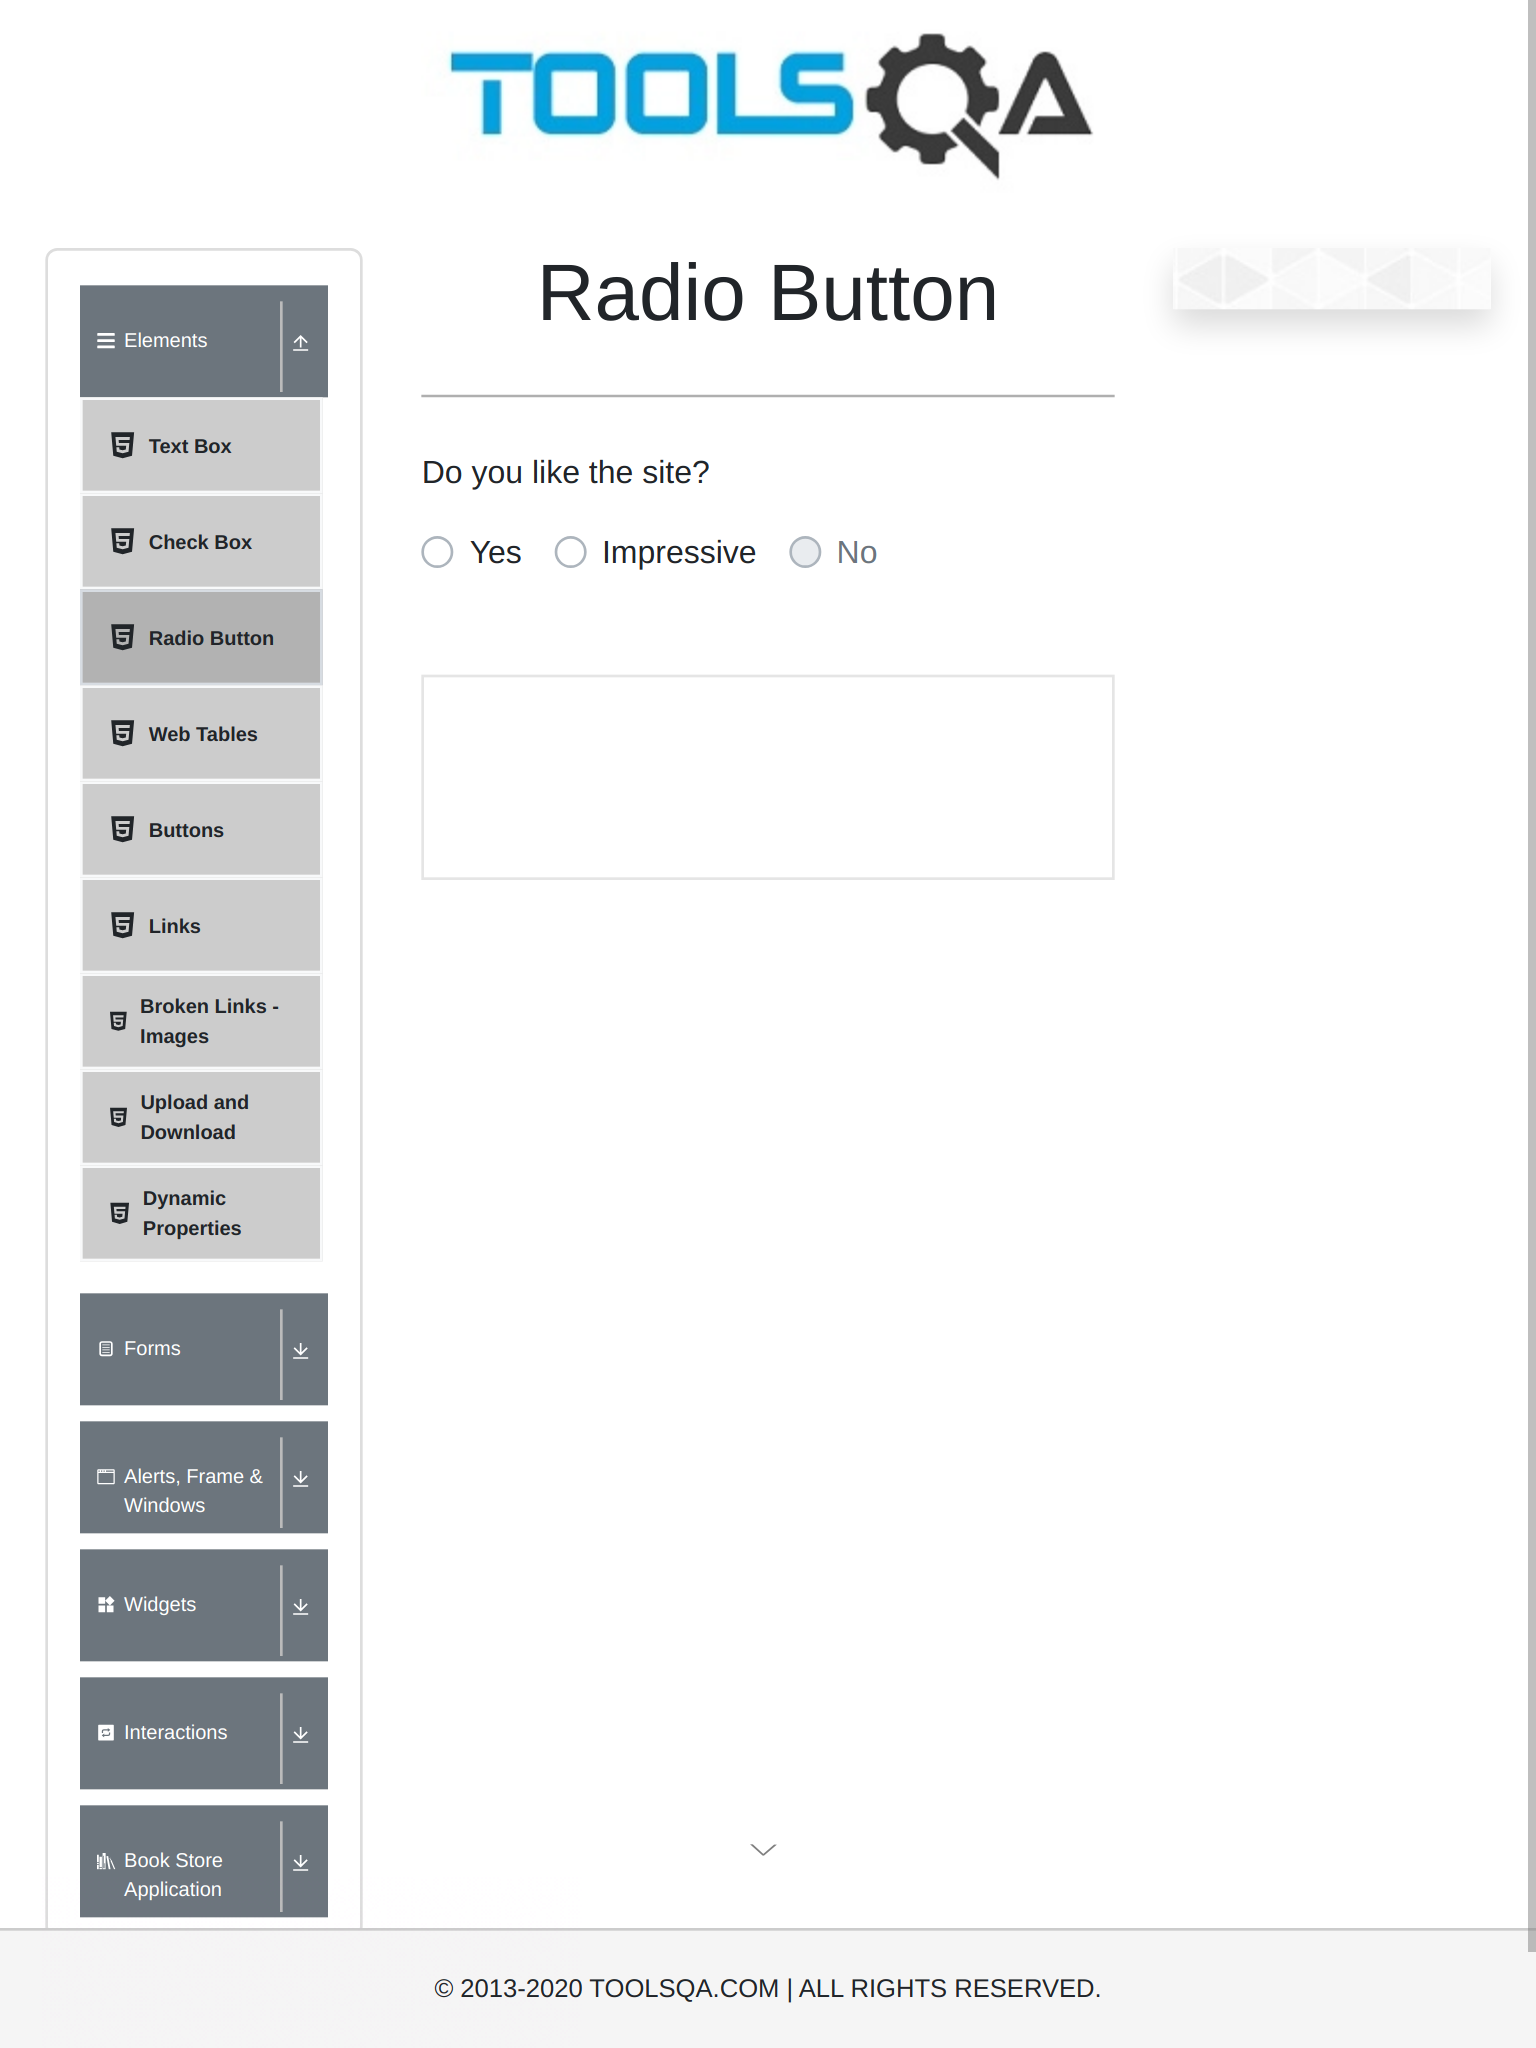 TOOLSQA
Radio Button
Elements
Text Box
Check Box
Radio Button
Web Tables
Buttons
Links
Broken Links -
Images
Upload and
Download
Dynamic
Properties
Forms
Alerts, Frame &
Windows
Widgets
Interactions
Book Store
Application
Do you like the site?
Yes Impressive No
© 2013-2020 TOOLSQA.COM | ALL RIGHTS RESERVED.